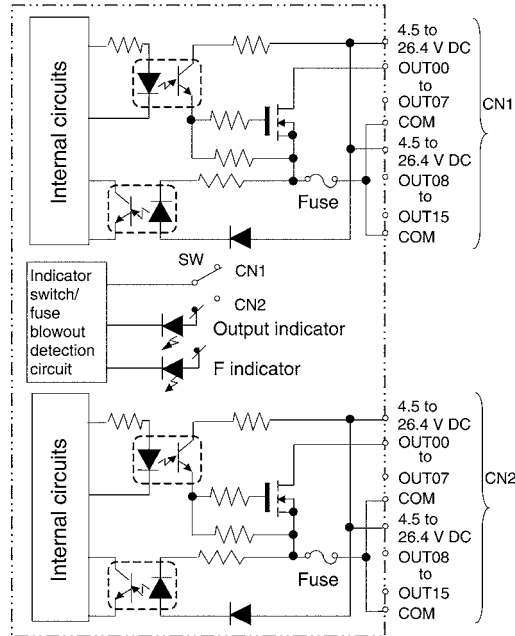 Internal circuits
4.5 to
26.4 V DC
OUT00
to
OUT07
COM
4.5 to
26.4 V DC
OUT08
to
OUT15
COM
CN1
Fuse
Indicator
switch/
fuse
blowout
detection
circuit
SW
CN1
CN2
Output indicator
F indicator
Internal circuits
4.5 to
26.4 V DC
OUT00
to
OUT07
COM
4.5 to
26.4 V DC
OUT08
to
OUT15
COM
CN2
Fuse